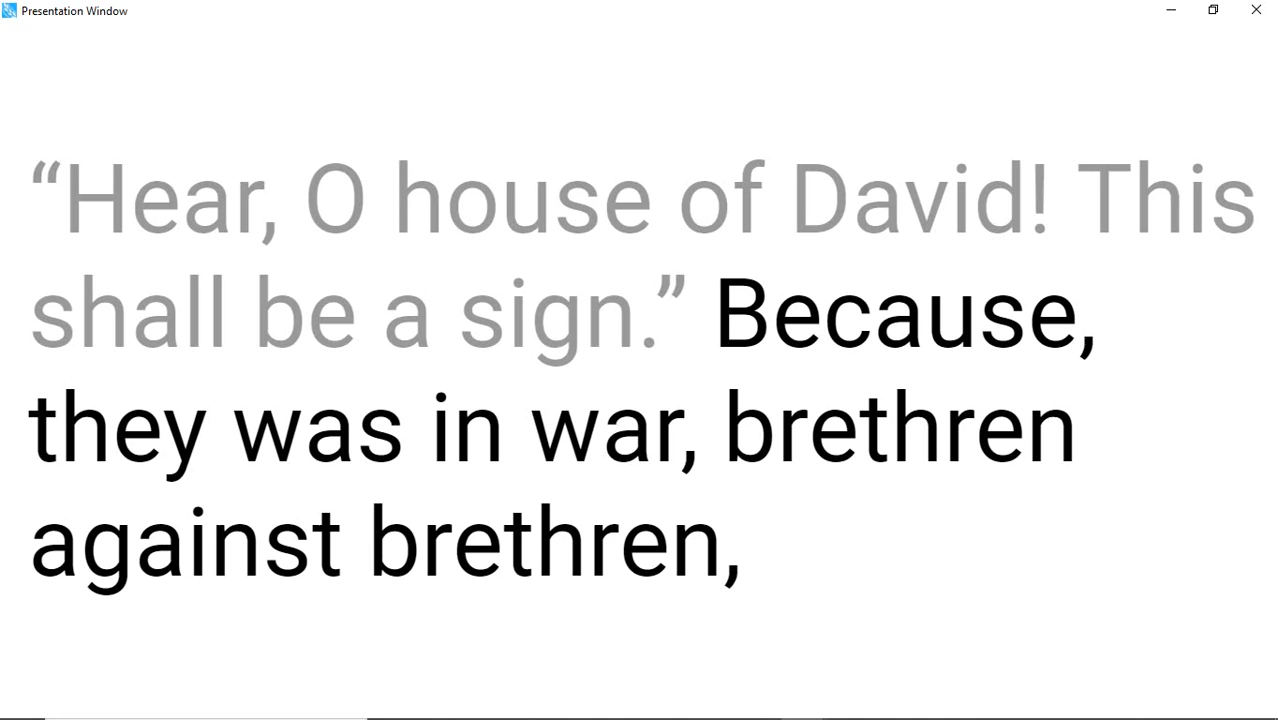 Presentation Window
“Hear, O house of David! This
shall be a sign.” Because,
they was in war, brethren
against brethren,